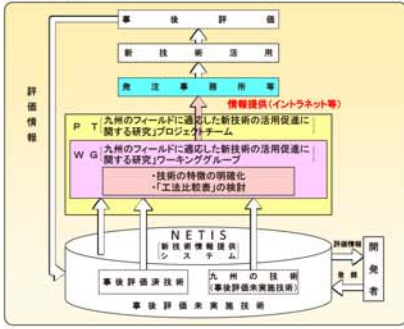 事後評価
新技術活用
発注事務所等
情報提供(イントラネット等)
評価情報
PT 九州のフィールドに適応した新技術の活用促進に
関する研究」プロジェクトチーム
WG 九州のフィールドに適応した新技術の活用促進に
関する研究」ワーキンググループ
・技術の特徴の明確化
・「工法比較表」の検討
NETIS
新技術情報提供
システム
事後評価済技術
九州の技術
(事後評価未実施技術)
事後評価未実施技術
評価情報
登録
開発者